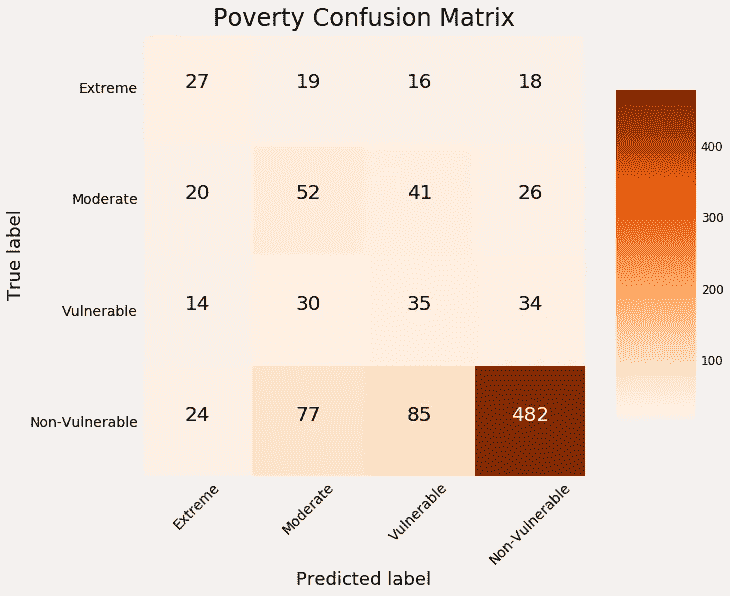 Poverty Confusion Matrix
Extreme 27 19 16 18
Moderate 20 52 41 26
Vulnerable 14 30 35 34
Non-Vulnerable 24 77 85 482
True label
Extreme Moderate Vulnerable Non-Vulnerable
Predicted label
400
300
200
100